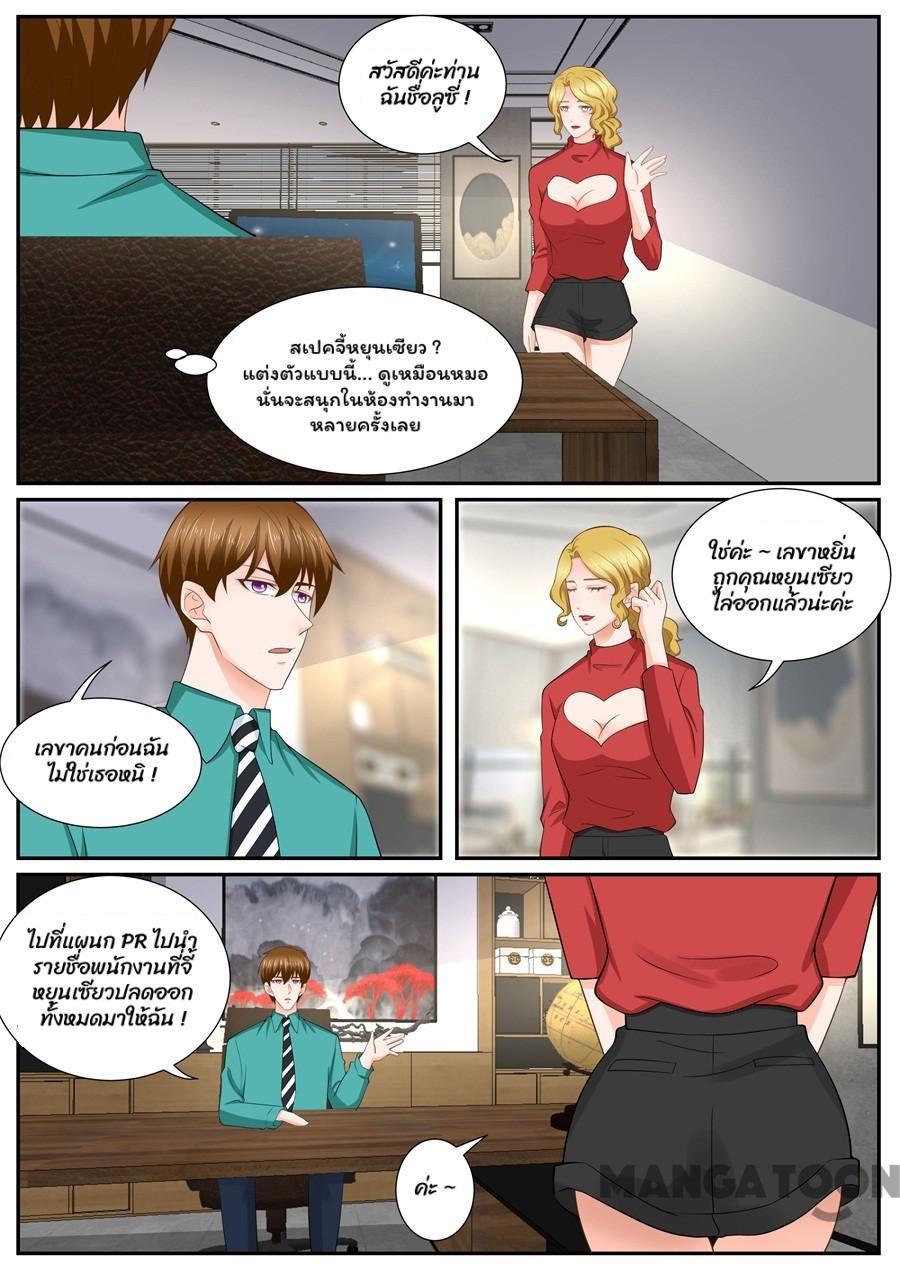 สวัสดีค่ะท่าน
ฉันชื่อลูซี่ !
สเปคจี้หยุนเซียว ?
แต่งตัวแบบนี้... ดูเหมือนหมอ
นั่นจะสนุกในห้องทำงานมา
หลายครั้งเลย
เลขาคนก่อนฉัน
ไม่ใช่เธอหนิ !
ใช่ค่ะ ~ เลขาหยิ่น
ถูกคุณหยุนเซียว
ไล่ออกแล้วน่ะค่ะ
ไปที่แผนก PR ไปนำ
รายชื่อพนักงานที่จี้
หยุนเซียวปลดออก
ทั้งหมดมาให้ฉัน !
ค่ะ ~
MANGATOON